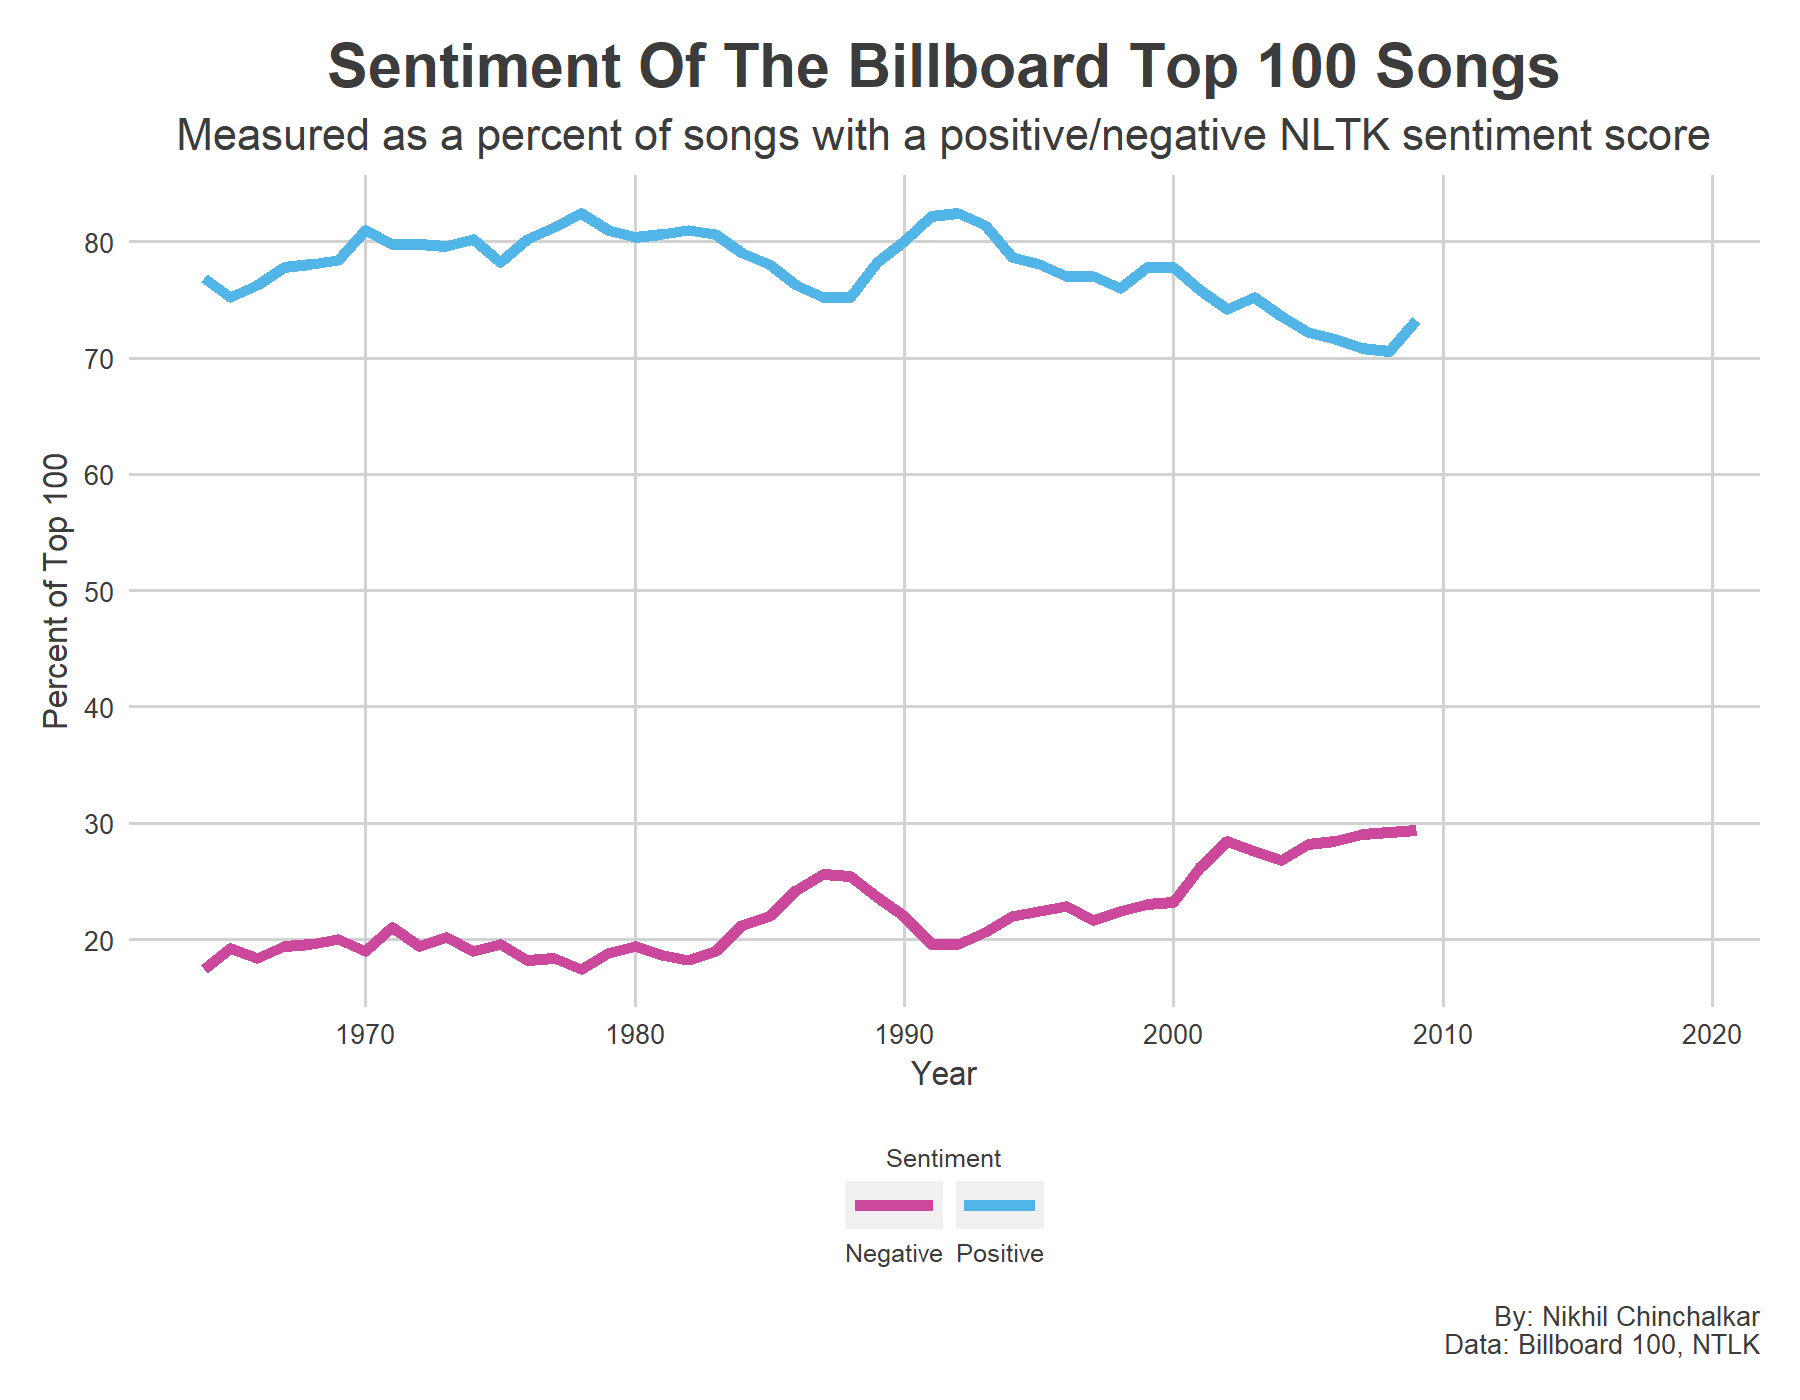 Sentiment Of The Billboard Top 100 Songs
Measured as a percent of songs with a positive/negative NLTK sentiment score
Percent of Top 100
80
70
60
50
40
30
20
1970 1980 1990 2000 2010 2020
Year
Sentiment
Negative Positive
By: Nikhil Chinchalkar
Data: Billboard 100, NTLK